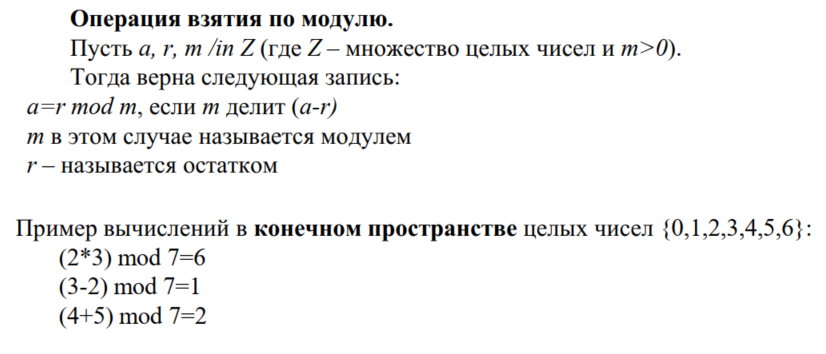 Операция взятия по модулю.
Пусть a, r, m /in Z (где Z – множество целых чисел и m>0).
Тогда верна следующая запись:
a=r mod m, если m делит (a-r)
m в этом случае называется модулем
r – называется остатком
Пример вычислений в конечном пространстве целых чисел {0,1,2,3,4,5,6}:
(2*3) mod 7=6
(3-2) mod 7=1
(4+5) mod 7=2